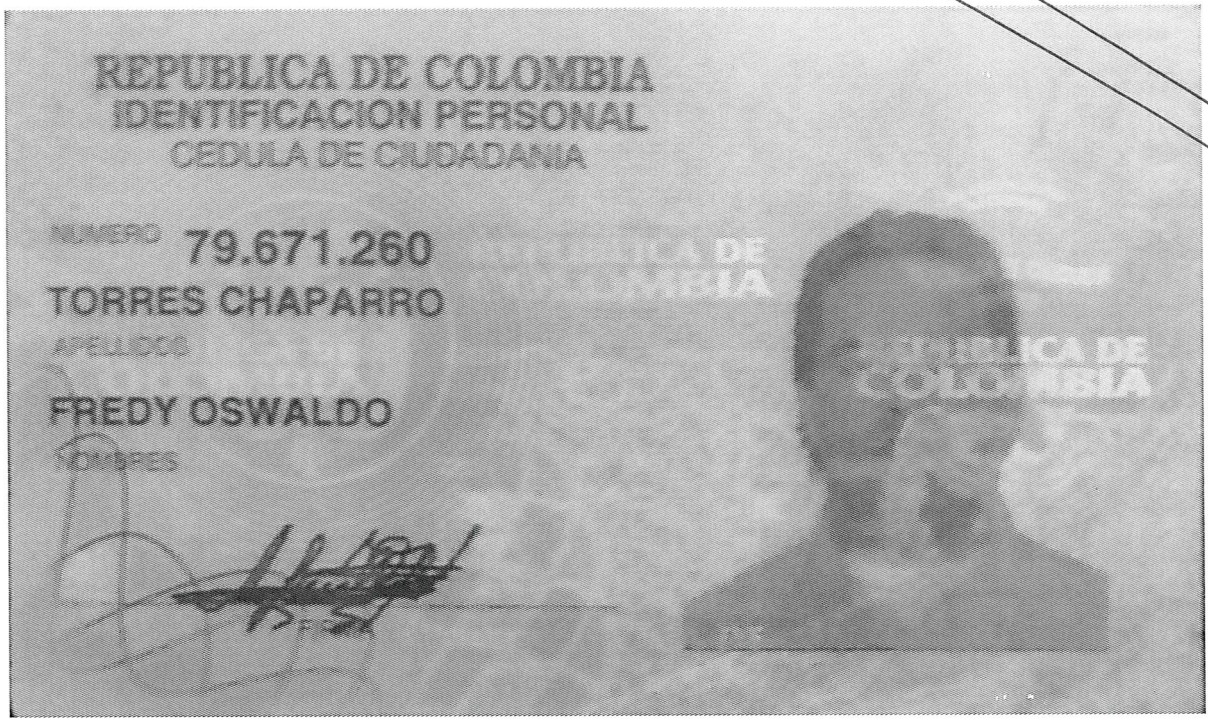 REPUBLICA DE COLOMBIA
IDENTIFICACION PERSONAL
CEDULA DE CIUDADANIA
NUMERO 79.671.260
TORRES CHAPARRO
APELLIDOS
FREDY OSWALDO
NOMBRES
FIRMA
REPUBLICA DE
COLOMBIA
REPUBLICA DE
COLOMBIA